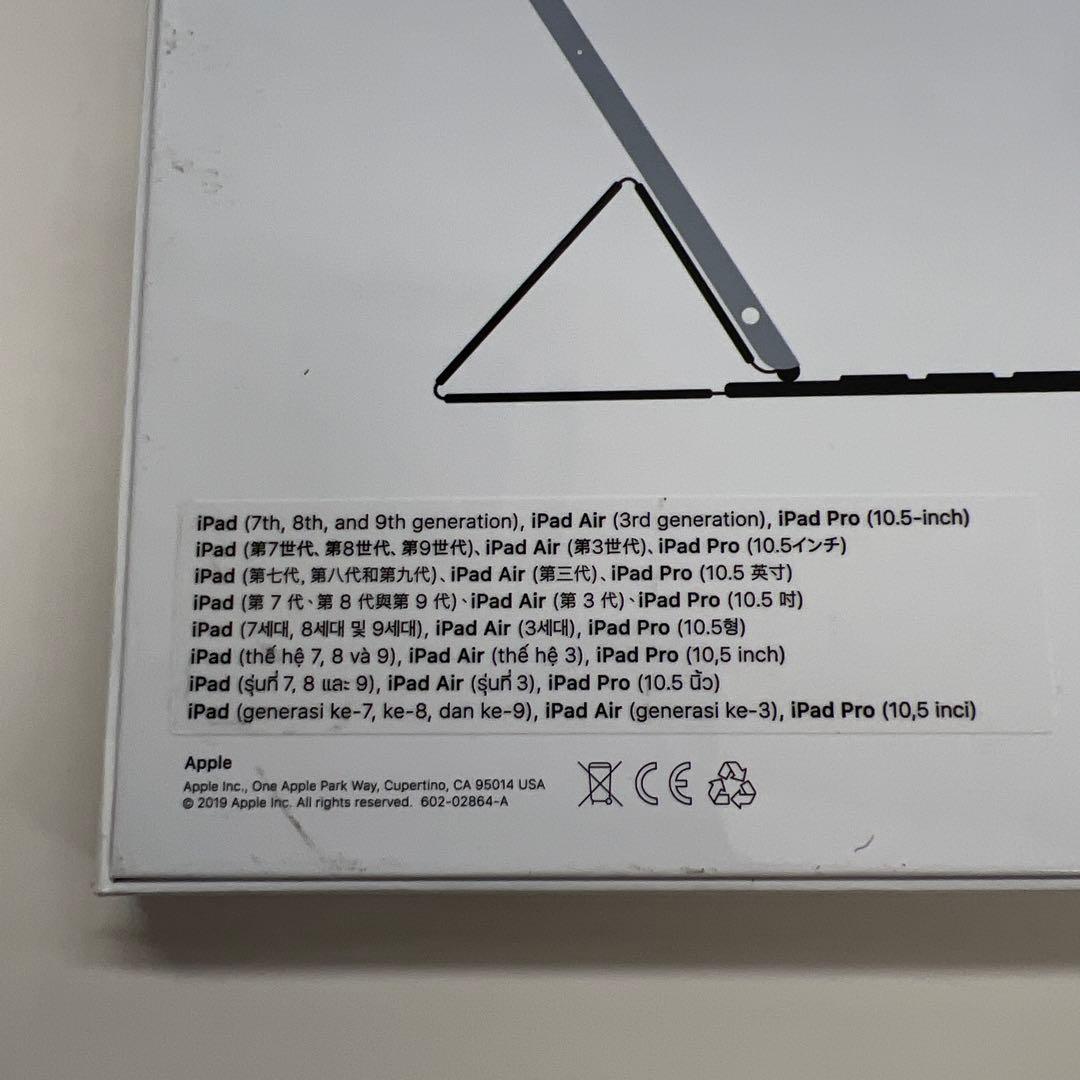 iPad (7th, 8th, and 9th generation), iPad Air (3rd generation), iPad Pro (10.5-inch)
iPad (第7世代、第8世代、第9世代)、iPad Air (第3世代)、iPad Pro (10.5インチ)
iPad (第七代, 第八代和第九代)、iPad Air (第三代)、iPad Pro (10.5 英寸)
iPad (第 7 代、第 8 代與第 9 代)、iPad Air (第 3 代)、iPad Pro (10.5 吋)
iPad (7세대, 8세대 및 9세대), iPad Air (3세대), iPad Pro (10.5형)
iPad (thế hệ 7, 8 và 9), iPad Air (thế hệ 3), iPad Pro (10,5 inch)
iPad (รุ่นที่ 7, 8 และ 9), iPad Air (รุ่นที่ 3), iPad Pro (10.5 นิ้ว)
iPad (generasi ke-7, ke-8, dan ke-9), iPad Air (generasi ke-3), iPad Pro (10,5 inci)
Apple
Apple Inc., One Apple Park Way, Cupertino, CA 95014 USA
© 2019 Apple Inc. All rights reserved. 602-02864-A
CE